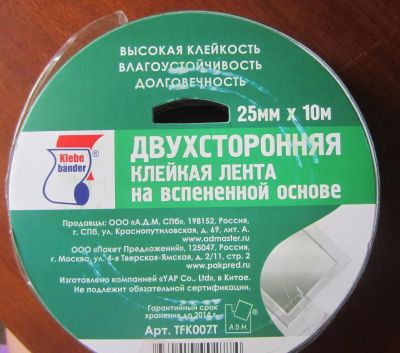 ВЫСОКАЯ КЛЕЙКОСТЬ
ВЛАГОУСТОЙЧИВОСТЬ
ДОЛГОВЕЧНОСТЬ
25мм х 10м
Klebe
bänder
®
ДВУХСТОРОННЯЯ
КЛЕЙКАЯ ЛЕНТА
на вспененной основе
Продавцы: ООО «А.Д.М. СПб», 198152, Россия,
г. СПб, ул. Краснопутиловская, д. 69, лит. А.
www.admaster.ru
ООО «Пакет Предложений», 125047, Россия,
г. Москва, ул. 4-я Тверская-Ямская, д. 2/11, стр. 2
www.pakpred.ru
Изготовлено компанией «YAP Co., Ltd», в Китае.
Не подлежит обязательной сертификации.
Гарантийный срок
хранения до 2014 г.
Арт. TFK007T
A.D.M.